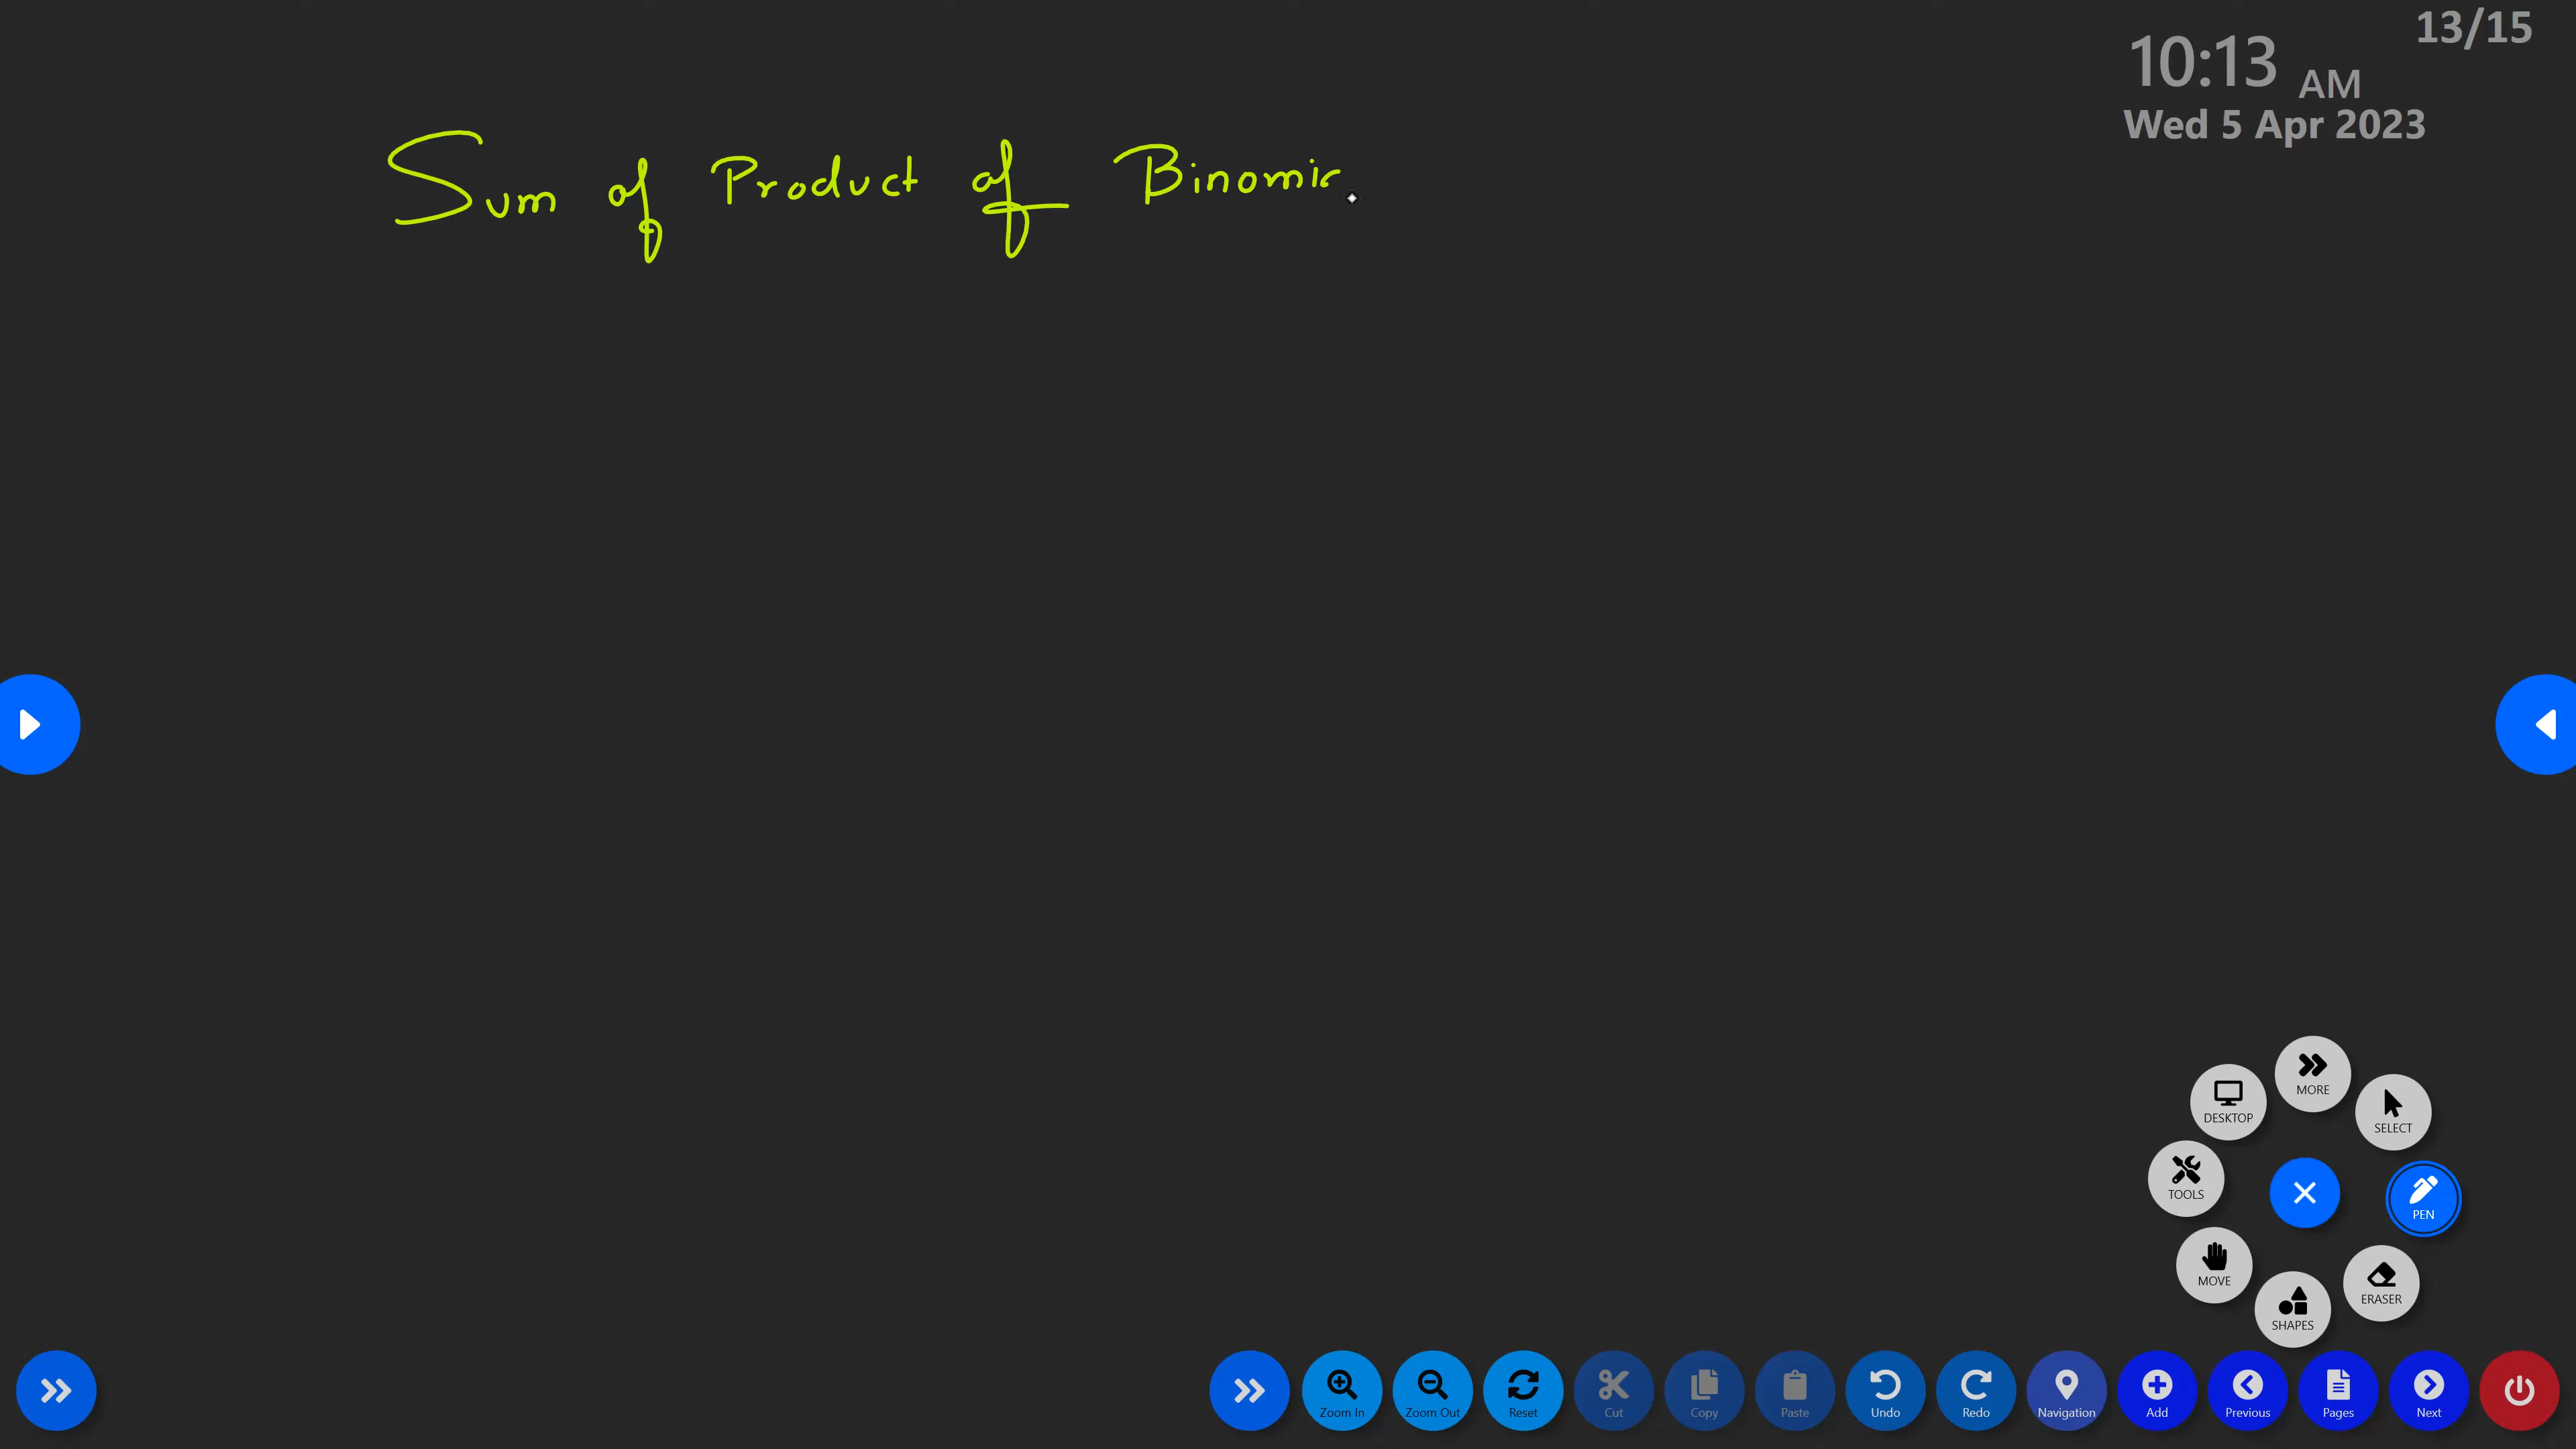 13/15
10:13 AM
Wed 5 Apr 2023
Sum of Product of Binomic
MORE
DESKTOP
SELECT
TOOLS
PEN
MOVE
ERASER
SHAPES
Zoom In Zoom Out Reset Cut Copy Paste Undo Redo Navigation Add Previous Pages Next